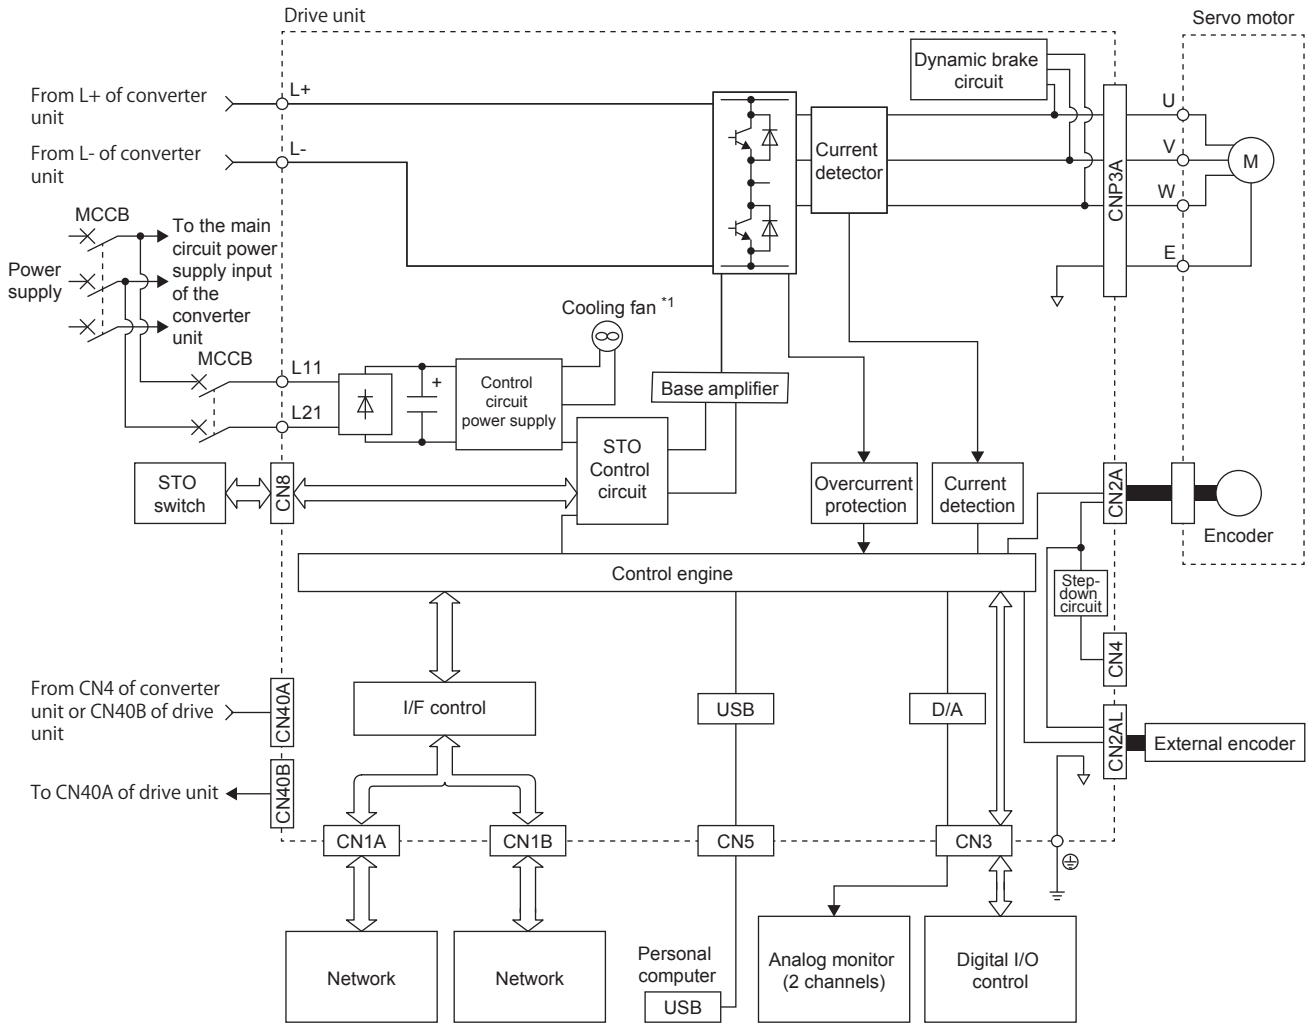 Drive unit
Servo motor
Dynamic brake
circuit
From L+ of converter
unit
L+
U
From L- of converter
unit
L-
Current
detector
CNP3A
V
M
W
MCCB
To the main
circuit power
supply input
of the
converter
unit
Power
supply
E
Cooling fan *1
MCCB
L11
+
Control
circuit
power supply
Base amplifier
L21
STO
Control
circuit
STO
switch
CN8
Overcurrent
protection
Current
detection
CN2A
Encoder
Control engine
Step-
down
circuit
CN4
From CN4 of converter
unit or CN40B of drive
unit
CN40A
I/F control
USB
D/A
CN2AL
External encoder
To CN40A of drive unit
CN40B
CN1A
CN1B
CN5
CN3
Network
Network
Personal
computer
USB
Analog monitor
(2 channels)
Digital I/O
control